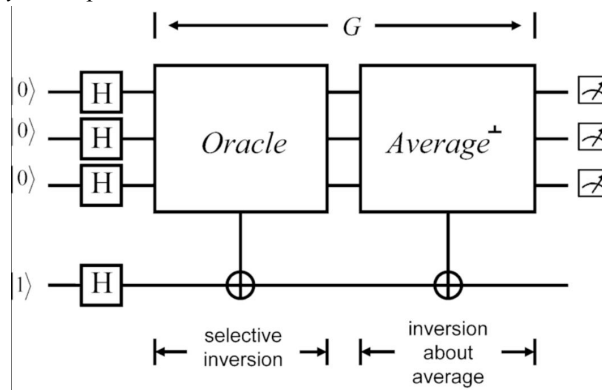 G
|0⟩ H
|0⟩ H Oracle Average⊥
|0⟩ H
|1⟩ H
selective
inversion
inversion
about
average